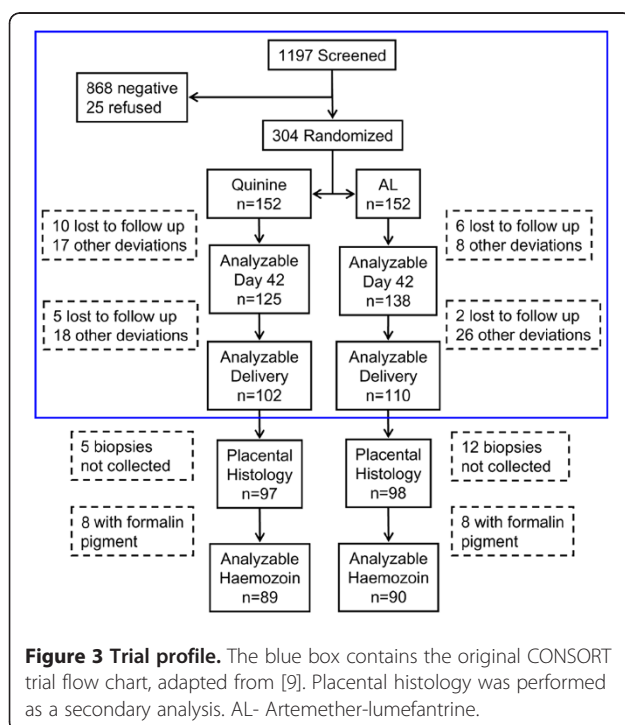 1197 Screened
868 negative
25 refused
304 Randomized
Quinine
n=152
AL
n=152
10 lost to follow up
17 other deviations
6 lost to follow up
8 other deviations
Analyzable
Day 42
n=125
Analyzable
Day 42
n=138
5 lost to follow up
18 other deviations
2 lost to follow up
26 other deviations
Analyzable
Delivery
n=102
Analyzable
Delivery
n=110
5 biopsies
not collected
12 biopsies
not collected
Placental
Histology
n=97
Placental
Histology
n=98
8 with formalin
pigment
8 with formalin
pigment
Analyzable
Haemozoin
n=89
Analyzable
Haemozoin
n=90
Figure 3 Trial profile. The blue box contains the original CONSORT
trial flow chart, adapted from [9]. Placental histology was performed
as a secondary analysis. AL- Artemether-lumefantrine.